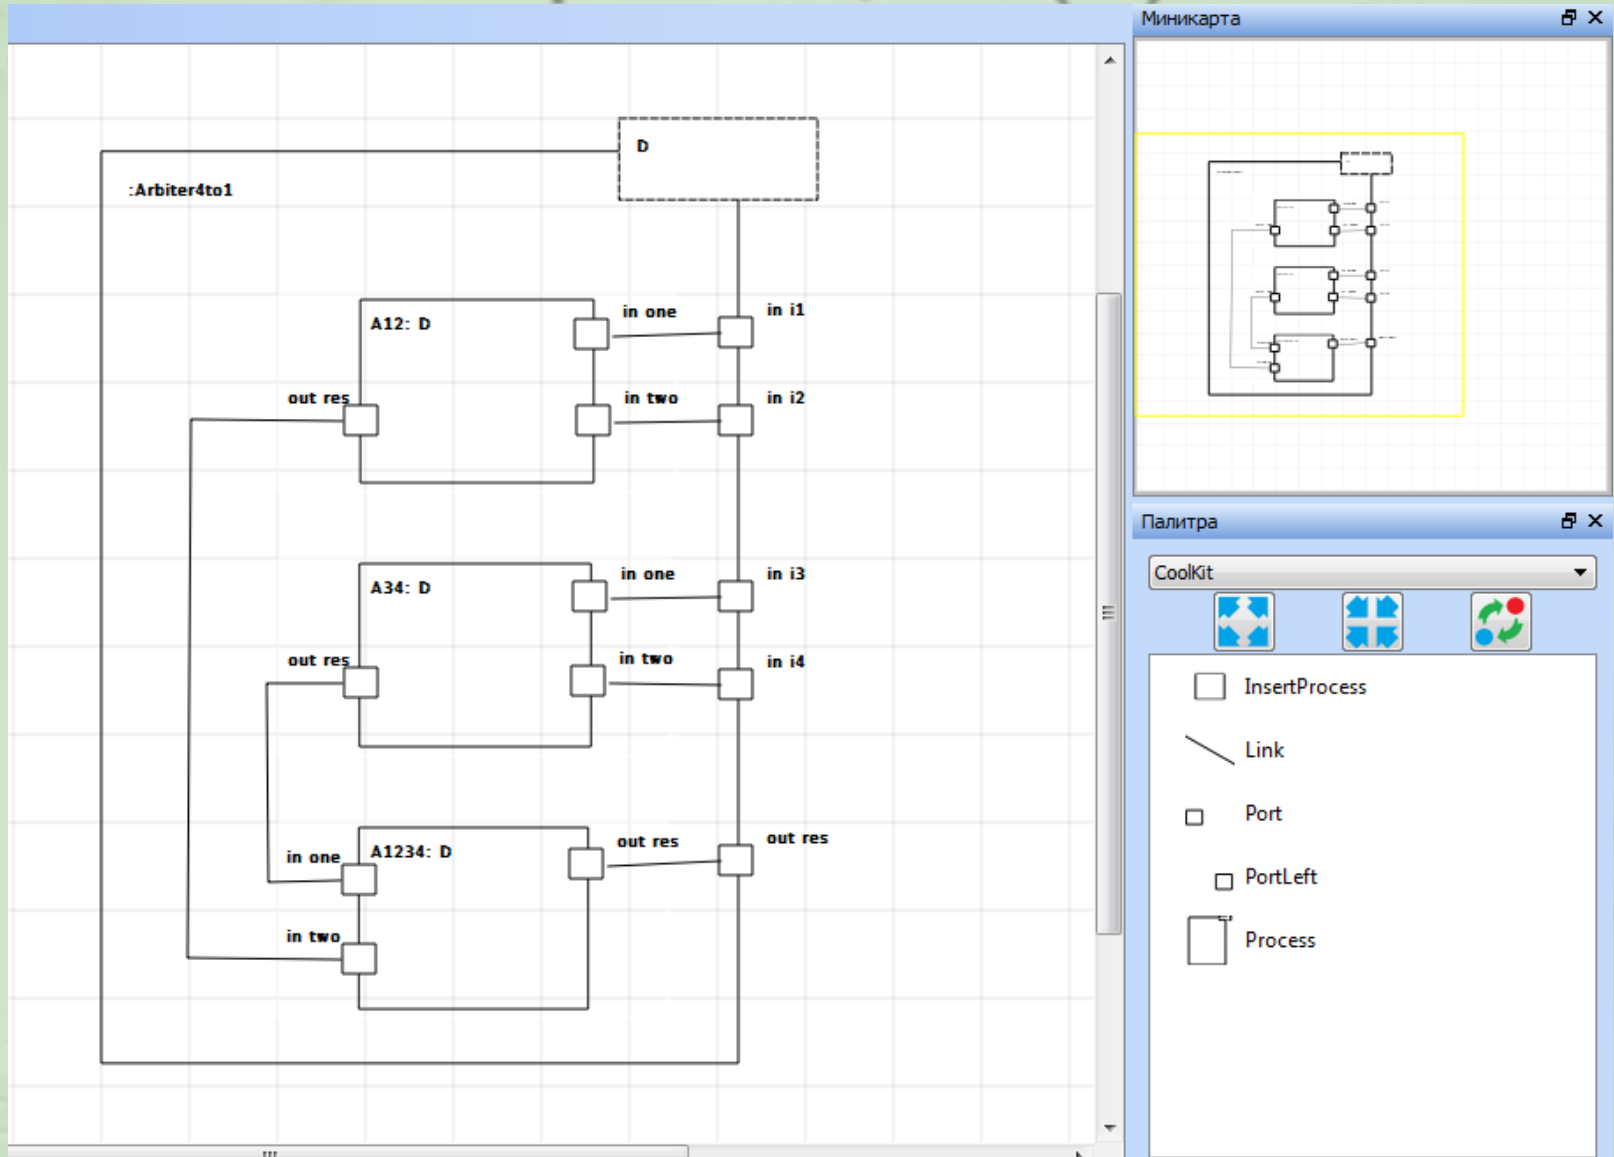 Миникарта
D
:Arbiter4to1
A12: D
in one
in i1
out res
in two
in i2
A34: D
in one
in i3
out res
in two
in i4
A1234: D
out res
out res
in one
in two
Палитра
CoolKit
InsertProcess
Link
Port
PortLeft
Process